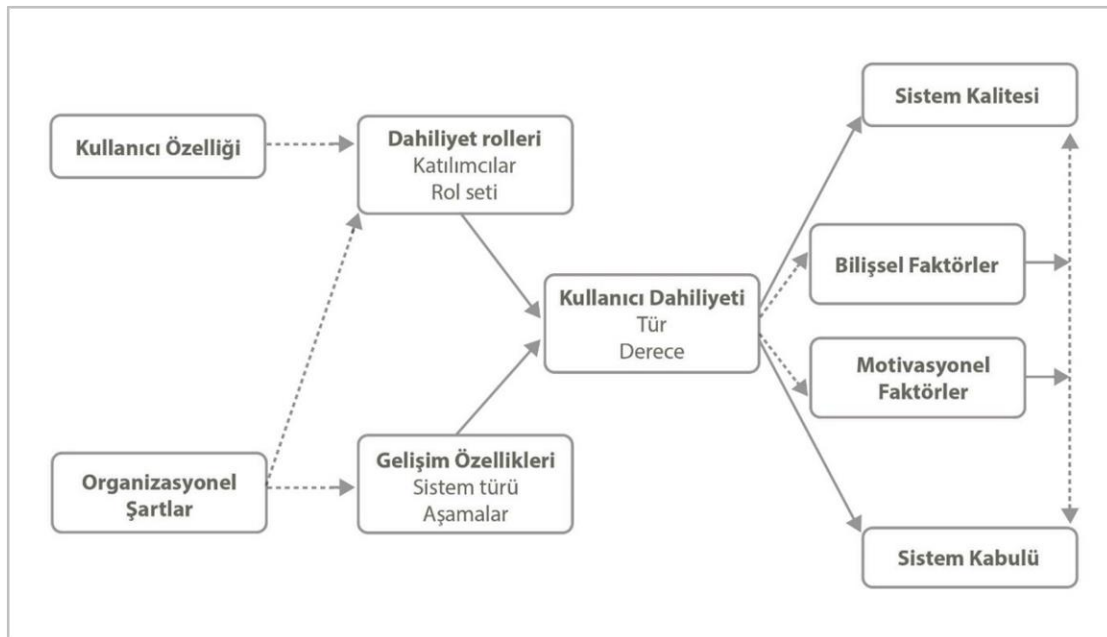 Kullanıcı Özelliği
Organizasyonel
Şartlar
Dahiliyet rolleri
Katılımcılar
Rol seti
Gelişim Özellikleri
Sistem türü
Aşamalar
Kullanıcı Dahiliyeti
Tür
Derece
Sistem Kalitesi
Bilişsel Faktörler
Motivasyonel
Faktörler
Sistem Kabulü